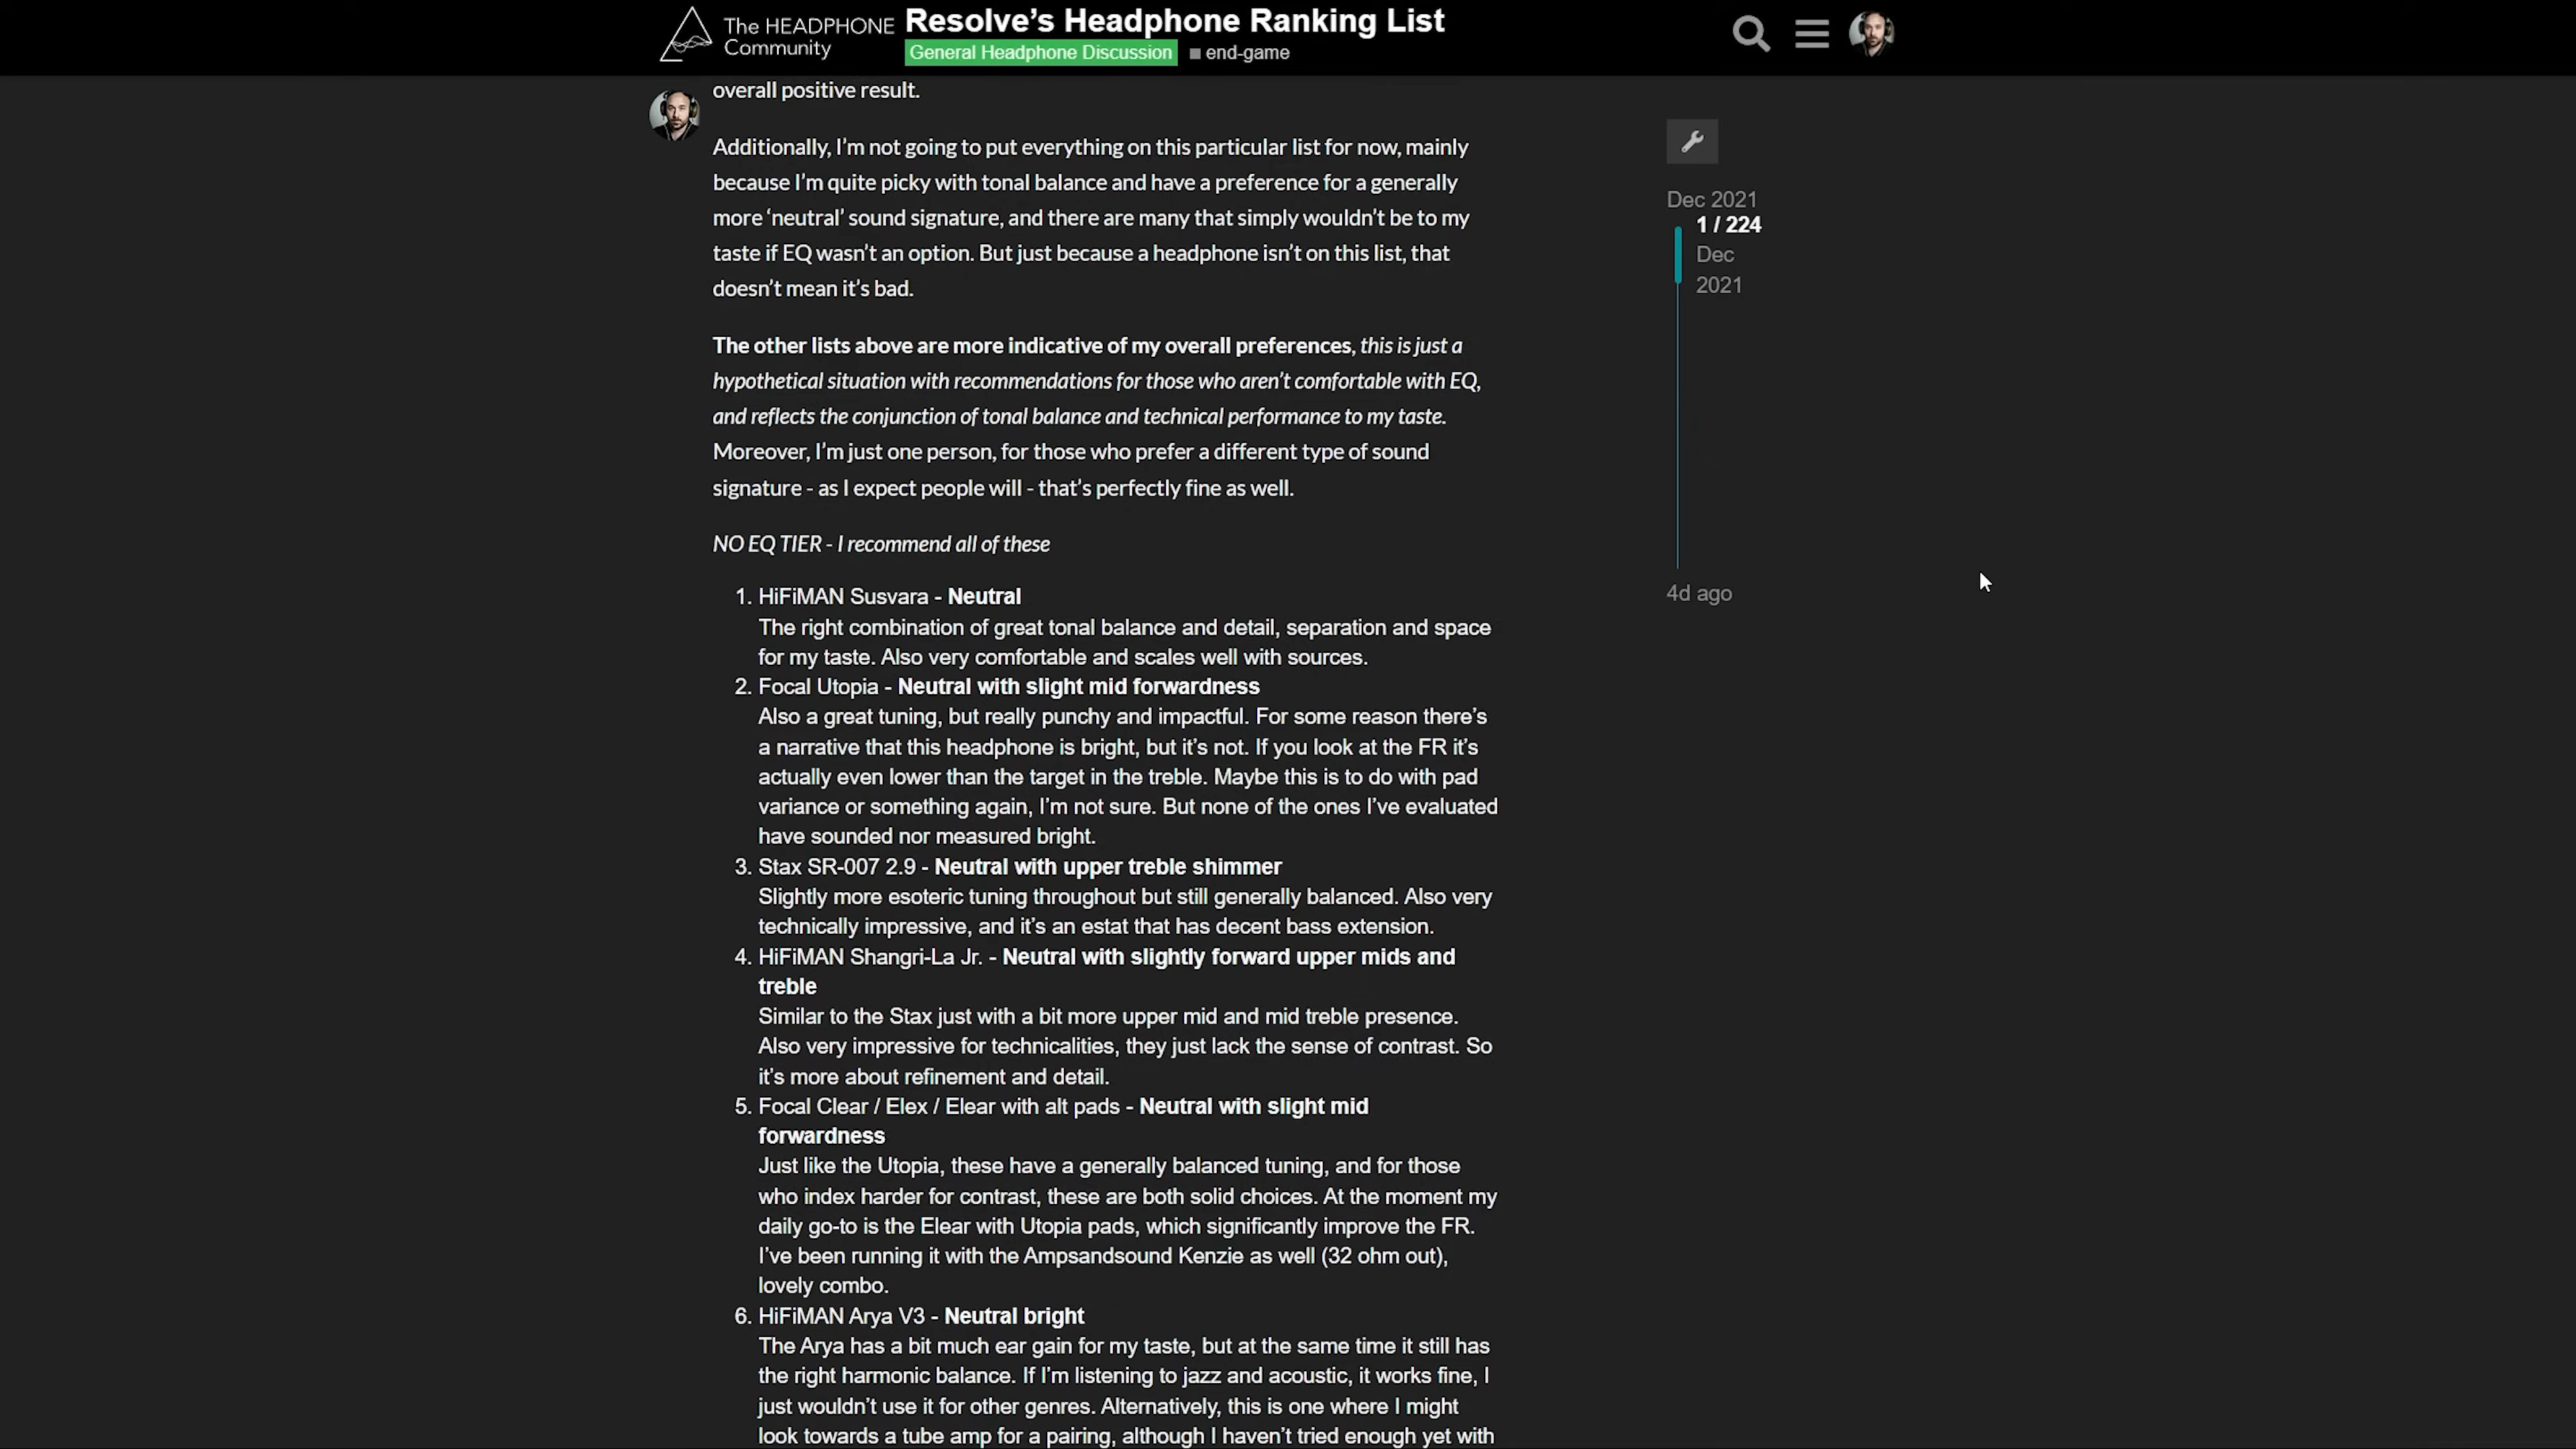 The HEADPHONE
Community
Resolve’s Headphone Ranking List
General Headphone Discussion end-game
overall positive result.
Additionally, I’m not going to put everything on this particular list for now, mainly
because I’m quite picky with tonal balance and have a preference for a generally
more ‘neutral’ sound signature, and there are many that simply wouldn’t be to my
taste if EQ wasn’t an option. But just because a headphone isn’t on this list, that
doesn’t mean it’s bad.
The other lists above are more indicative of my overall preferences, this is just a
hypothetical situation with recommendations for those who aren’t comfortable with EQ,
and reflects the conjunction of tonal balance and technical performance to my taste.
Moreover, I’m just one person, for those who prefer a different type of sound
signature - as I expect people will - that’s perfectly fine as well.
NO EQ TIER - I recommend all of these
1. HiFiMAN Susvara - Neutral
The right combination of great tonal balance and detail, separation and space
for my taste. Also very comfortable and scales well with sources.
2. Focal Utopia - Neutral with slight mid forwardness
Also a great tuning, but really punchy and impactful. For some reason there’s
a narrative that this headphone is bright, but it’s not. If you look at the FR it’s
actually even lower than the target in the treble. Maybe this is to do with pad
variance or something again, I’m not sure. But none of the ones I’ve evaluated
have sounded nor measured bright.
3. Stax SR-007 2.9 - Neutral with upper treble shimmer
Slightly more esoteric tuning throughout but still generally balanced. Also very
technically impressive, and it’s an estat that has decent bass extension.
4. HiFiMAN Shangri-La Jr. - Neutral with slightly forward upper mids and
treble
Similar to the Stax just with a bit more upper mid and mid treble presence.
Also very impressive for technicalities, they just lack the sense of contrast. So
it’s more about refinement and detail.
5. Focal Clear / Elex / Elear with alt pads - Neutral with slight mid
forwardness
Just like the Utopia, these have a generally balanced tuning, and for those
who index harder for contrast, these are both solid choices. At the moment my
daily go-to is the Elear with Utopia pads, which significantly improve the FR.
I’ve been running it with the Ampsandsound Kenzie as well (32 ohm out),
lovely combo.
6. HiFiMAN Arya V3 - Neutral bright
The Arya has a bit much ear gain for my taste, but at the same time it still has
the right harmonic balance. If I’m listening to jazz and acoustic, it works fine, I
just wouldn’t use it for other genres. Alternatively, this is one where I might
look towards a tube amp for a pairing, although I haven’t tried enough yet with
Dec 2021
1 / 224
Dec
2021
4d ago